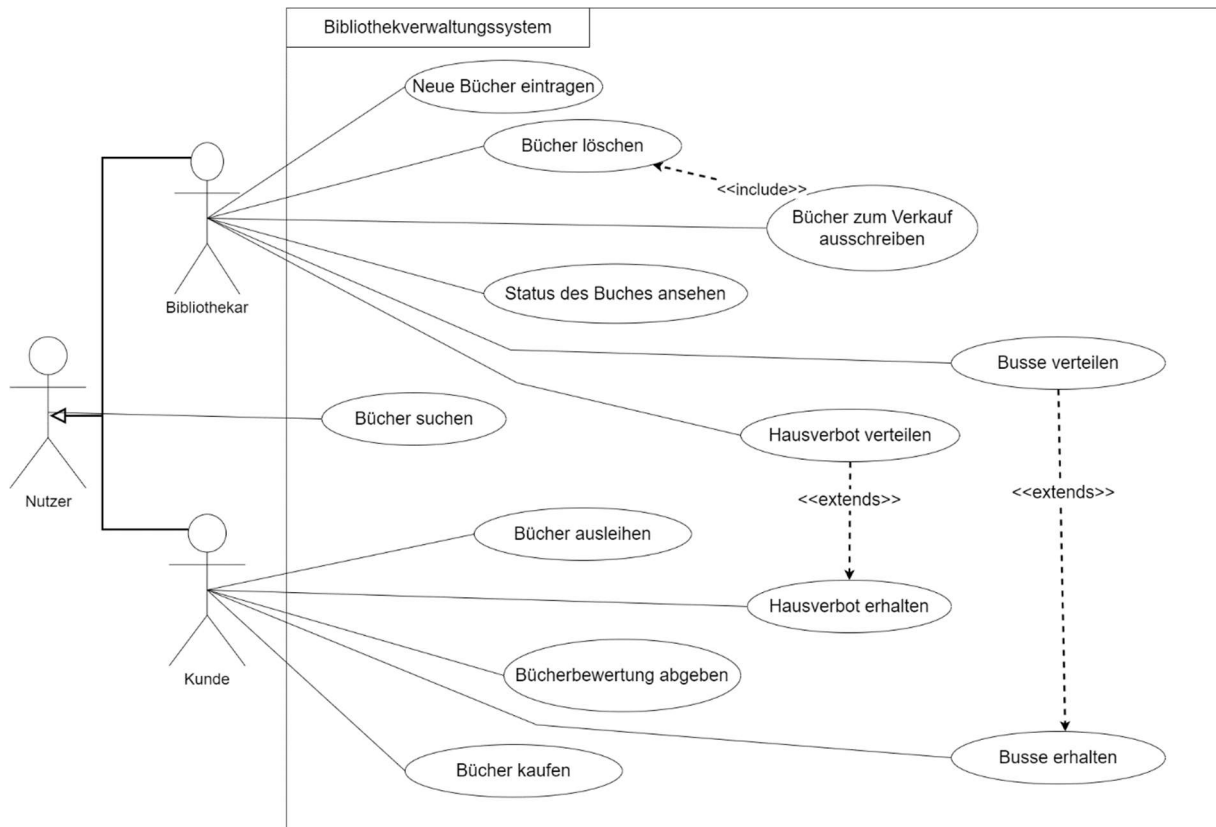 Bibliothekverwaltungssystem
Neue Bücher eintragen
Bücher löschen
<<include>>
Bücher zum Verkauf
ausschreiben
Bibliothekar
Status des Buches ansehen
Busse verteilen
Bücher suchen
Hausverbot verteilen
Nutzer
<<extends>>
<<extends>>
Bücher ausleihen
Hausverbot erhalten
Kunde
Bücherbewertung abgeben
Busse erhalten
Bücher kaufen